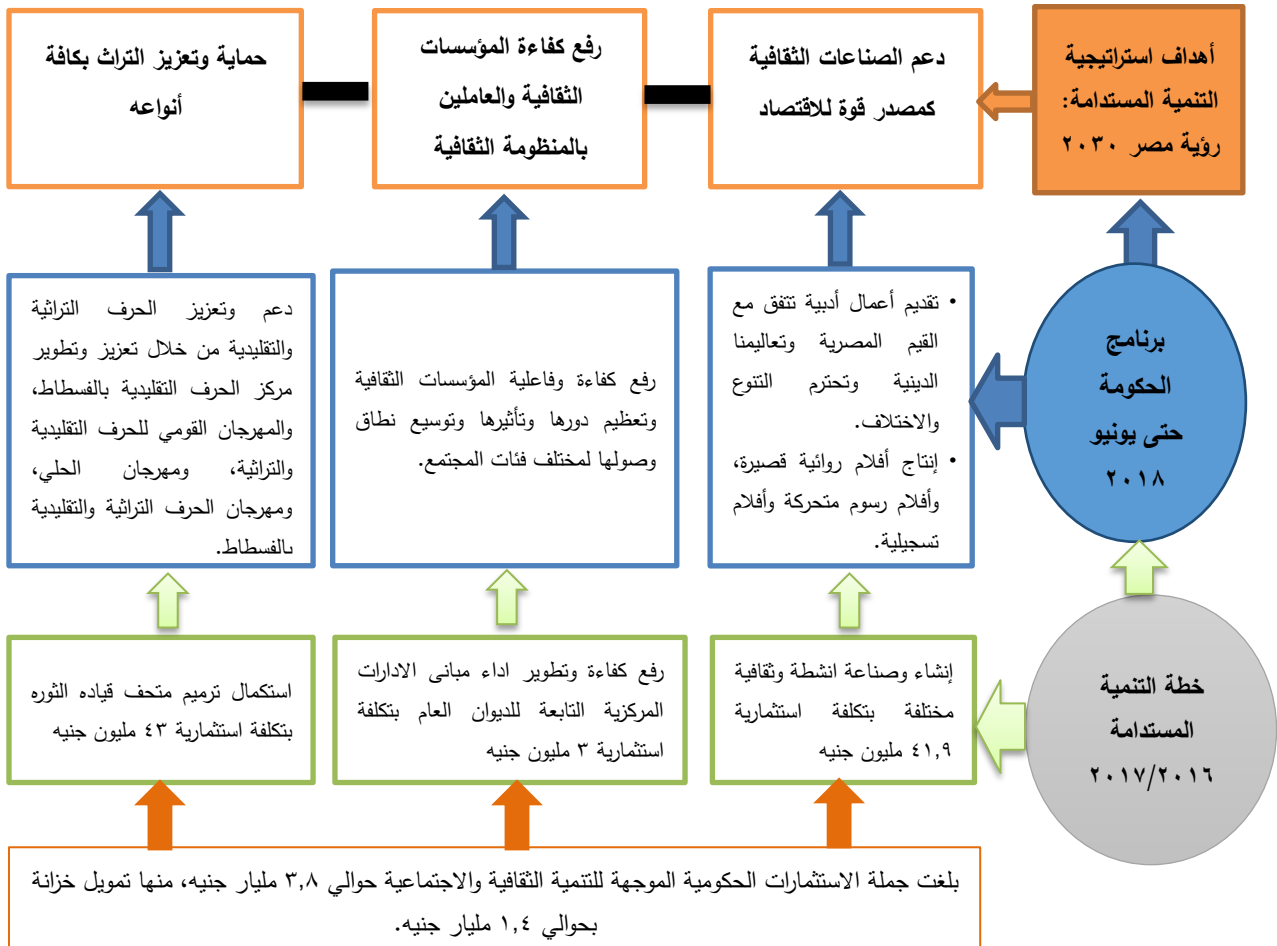 أهداف استراتيجية
التنمية المستدامة:
رؤية مصر ٢٠٣٠
دعم الصناعات الثقافية
كمصدر قوة للاقتصاد
رفع كفاءة المؤسسات
الثقافية والعاملين
بالمنظومة الثقافية
حماية وتعزيز التراث بكافة
أنواعه
برنامج
الحكومة
حتى يونيو
٢٠١٨
• تقديم أعمال أدبية تتفق مع
القيم المصرية وتعاليمنا
الدينية وتحترم التنوع
والاختلاف.
• إنتاج أفلام روائية قصيرة،
وأفلام رسوم متحركة وأفلام
تسجيلية.
رفع كفاءة وفاعلية المؤسسات الثقافية
وتعظيم دورها وتأثيرها وتوسيع نطاق
وصولها لمختلف فئات المجتمع.
دعم وتعزيز الحرف التراثية
والتقليدية من خلال تعزيز وتطوير
مركز الحرف التقليدية بالفسطاط،
والمهرجان القومي للحرف التقليدية
والتراثية، ومهرجان الحلي،
ومهرجان الحرف التراثية والتقليدية
بالفسطاط.
خطة التنمية
المستدامة
٢٠١٧/٢٠١٦
إنشاء وصناعة انشطة وثقافية
مختلفة بتكلفة استثمارية
٤١,٩ مليون جنيه
رفع كفاءة وتطوير اداء مبانى الادارات
المركزية التابعة للديوان العام بتكلفة
استثمارية ٣ مليون جنيه
استكمال ترميم متحف قياده الثوره
بتكلفة استثمارية ٤٣ مليون جنيه
بلغت جملة الاستثمارات الحكومية الموجهة للتنمية الثقافية والاجتماعية حوالي ٣,٨ مليار جنيه، منها تمويل خزانة
بحوالي ١,٤ مليار جنيه.